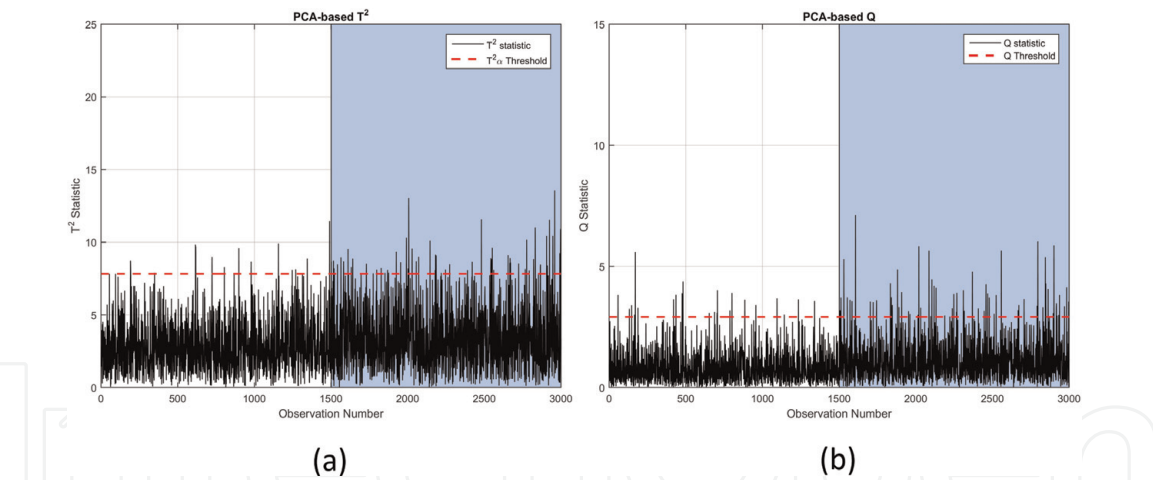 PCA-based T²
25
20
15
10
5
0
T² Statistic
0 500 1000 1500 2000 2500 3000
Observation Number
T² statistic
T²α Threshold
(a)
PCA-based Q
15
10
5
0
Q Statistic
0 500 1000 1500 2000 2500 3000
Observation Number
Q statistic
Q Threshold
(b)